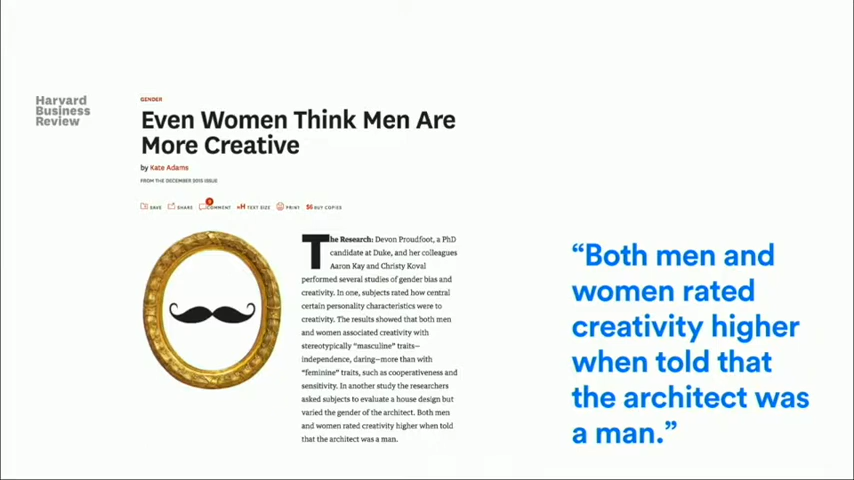 Harvard
Business
Review
GENDER
Even Women Think Men Are
More Creative
by Kate Adams
FROM THE DECEMBER 2015 ISSUE
SAVE SHARE COMMENT +H TEXT SIZE PRINT $6 BUY COPIES
The Research: Devon Proudfoot, a PhD
candidate at Duke, and her colleagues
Aaron Kay and Christy Koval
performed several studies of gender bias and
creativity. In one, subjects rated how central
certain personality characteristics were to
creativity. The results showed that both men
and women associated creativity with
stereotypically “masculine” traits—
independence, daring—more than with
“feminine” traits, such as cooperativeness and
sensitivity. In another study the researchers
asked subjects to evaluate a house design but
varied the gender of the architect. Both men
and women rated creativity higher when told
that the architect was a man.
“Both men and
women rated
creativity higher
when told that
the architect was
a man.”